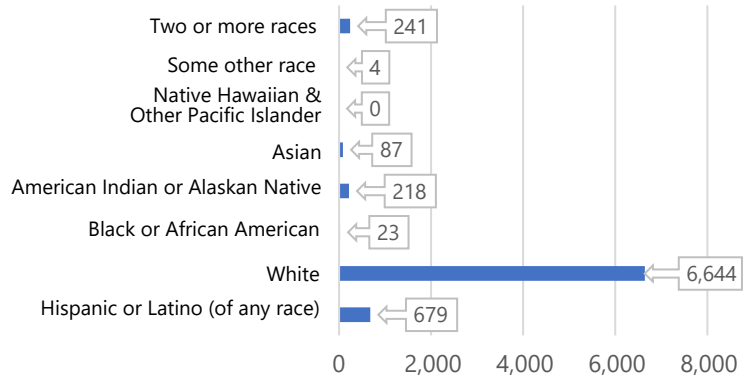 Two or more races 241
Some other race 4
Native Hawaiian &
Other Pacific Islander 0
Asian 87
American Indian or Alaskan Native 218
Black or African American 23
White 6,644
Hispanic or Latino (of any race) 679
0 2,000 4,000 6,000 8,000